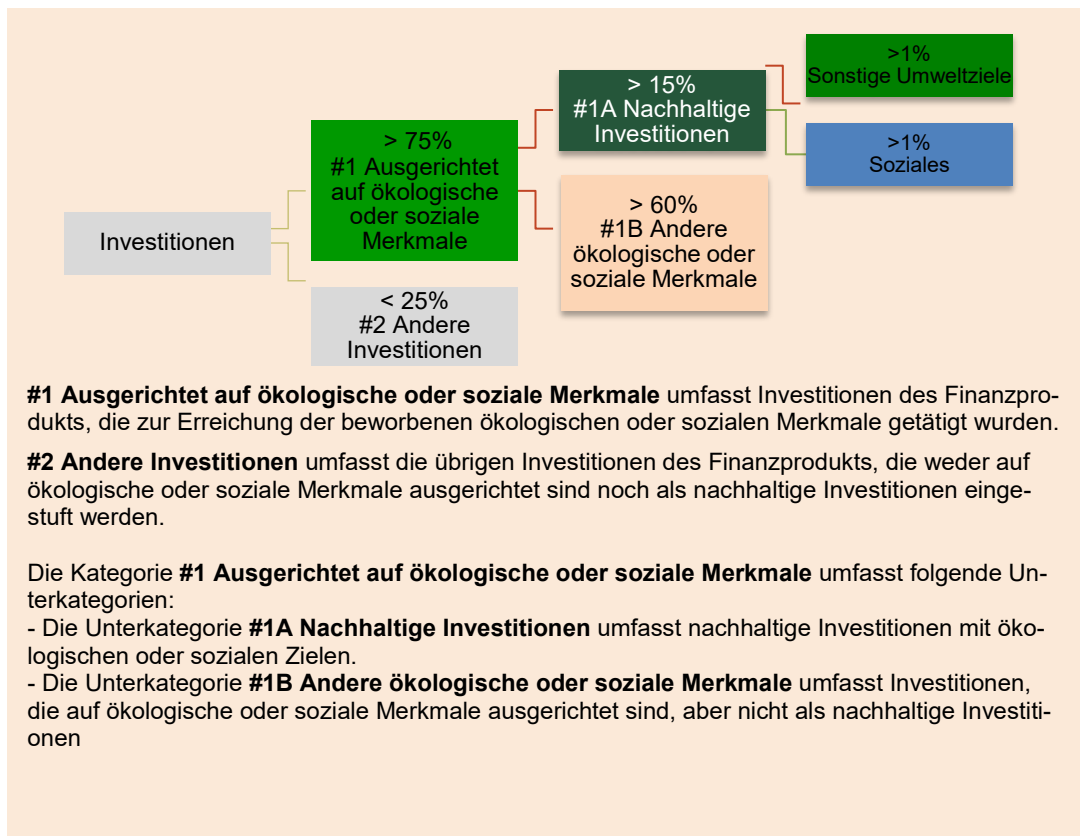 Investitionen
> 75%
#1 Ausgerichtet
auf ökologische
oder soziale
Merkmale
< 25%
#2 Andere
Investitionen
> 15%
#1A Nachhaltige
Investitionen
> 60%
#1B Andere
ökologische oder
soziale Merkmale
>1%
Sonstige Umweltziele
>1%
Soziales
#1 Ausgerichtet auf ökologische oder soziale Merkmale umfasst Investitionen des Finanzpro-
dukts, die zur Erreichung der beworbenen ökologischen oder sozialen Merkmale getätigt wurden.
#2 Andere Investitionen umfasst die übrigen Investitionen des Finanzprodukts, die weder auf
ökologische oder soziale Merkmale ausgerichtet sind noch als nachhaltige Investitionen einge-
stuft werden.
Die Kategorie #1 Ausgerichtet auf ökologische oder soziale Merkmale umfasst folgende Un-
terkategorien:
- Die Unterkategorie #1A Nachhaltige Investitionen umfasst nachhaltige Investitionen mit öko-
logischen oder sozialen Zielen.
- Die Unterkategorie #1B Andere ökologische oder soziale Merkmale umfasst Investitionen,
die auf ökologische oder soziale Merkmale ausgerichtet sind, aber nicht als nachhaltige Investiti-
onen